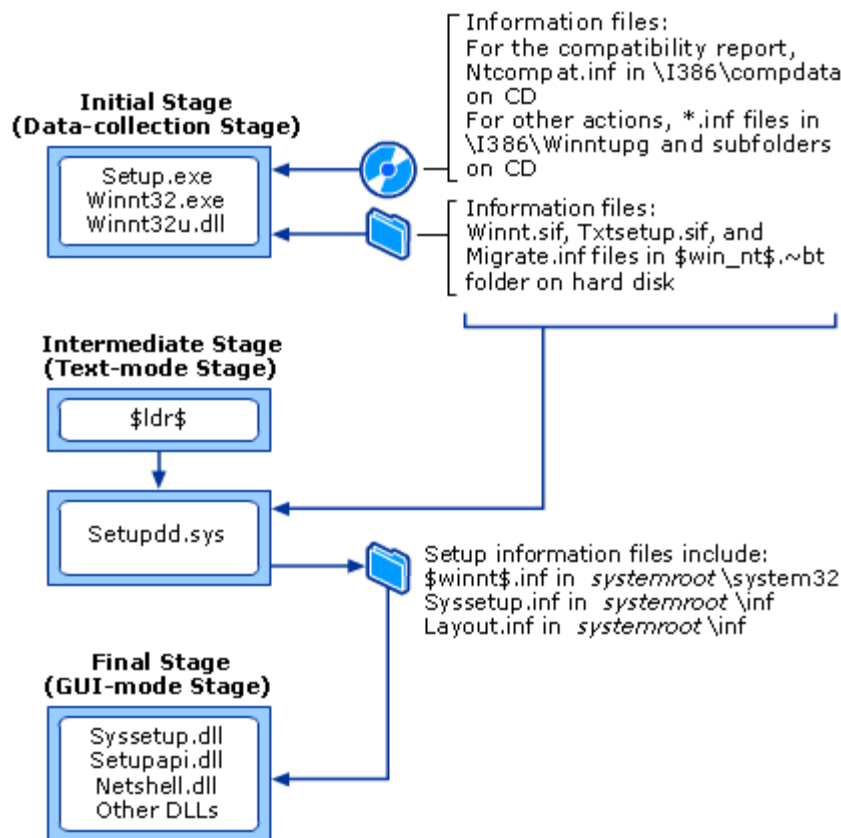 Information files:
For the compatibility report,
Ntcompat.inf in \I386\compdata
on CD
For other actions, *.inf files in
\I386\Winntupg and subfolders
on CD
Initial Stage
(Data-collection Stage)
Setup.exe
Winnt32.exe
Winnt32u.dll
Information files:
Winnt.sif, Txtsetup.sif, and
Migrate.inf files in $win_nt$.~bt
folder on hard disk
Intermediate Stage
(Text-mode Stage)
$ldr$
Setupdd.sys
Setup information files include:
$winnt$.inf in systemroot\system32
Syssetup.inf in systemroot\inf
Layout.inf in systemroot\inf
Final Stage
(GUI-mode Stage)
Syssetup.dll
Setupapi.dll
Netshell.dll
Other DLLs